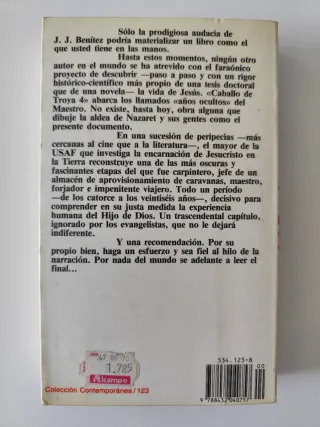 Sólo la prodigiosa audacia de
J. J. Benítez podría materializar un libro como el
que usted tiene en las manos.
Hasta estos momentos, ningún otro
autor en el mundo se ha atrevido con el faraónico
proyecto de descubrir —paso a paso y con un rigor
histórico-científico más propio de una tesis doctoral
que de una novela— la vida de Jesús. «Caballo de
Troya 4» abarca los llamados «años ocultos» del
Maestro. No existe, hasta hoy, obra alguna que
dibuje la aldea de Nazaret y sus gentes como el
presente documento.
En una sucesión de peripecias —más
cercanas al cine que a la literatura—, el mayor de la
USAF que investiga la encarnación de Jesucristo en
la Tierra reconstruye una de las más oscuras y
fascinantes etapas del que fue carpintero, jefe de un
almacén de aprovisionamiento de caravanas, maestro,
forjador e impenitente viajero. Todo un período
—de los catorce a los veintiséis años—, decisivo para
comprender en su justa medida la experiencia
humana del Hijo de Dios. Un trascendental capítulo,
ignorado por los evangelistas, que no le dejará
indiferente.
Y una recomendación. Por su
propio bien, haga un esfuerzo y sea fiel al hilo de la
narración. Por nada del mundo se adelante a leer el
final...
1.785
Alcampo
Colección Contemporánea/123
534.123-8
00
9 788432 040757